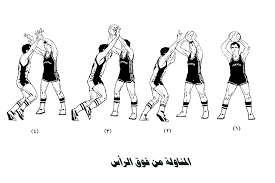 (١) (٢) (٣) (٤)
المناولة من فوق الرأس